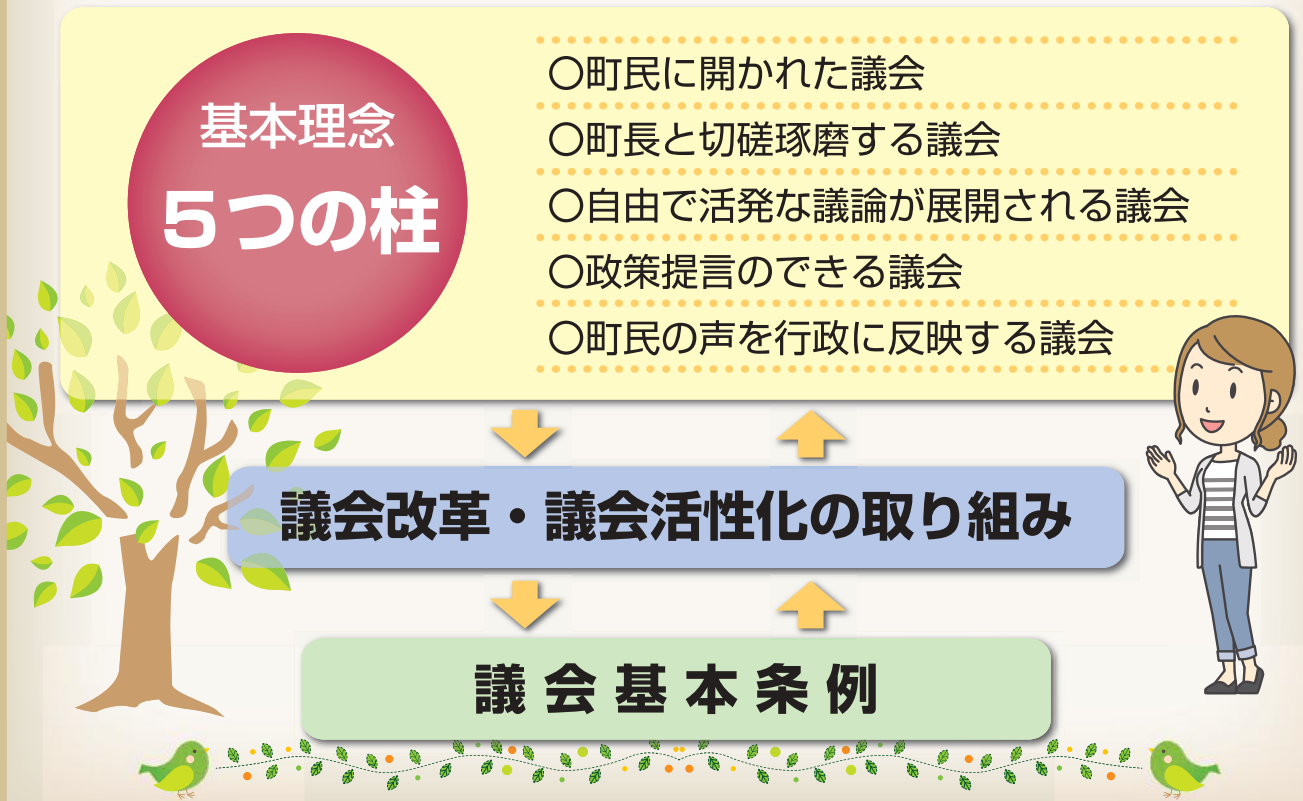 基本理念
5つの柱
〇町民に開かれた議会
〇町長と切磋琢磨する議会
〇自由で活発な議論が展開される議会
〇政策提言のできる議会
〇町民の声を行政に反映する議会
議会改革・議会活性化の取り組み
議会基本条例